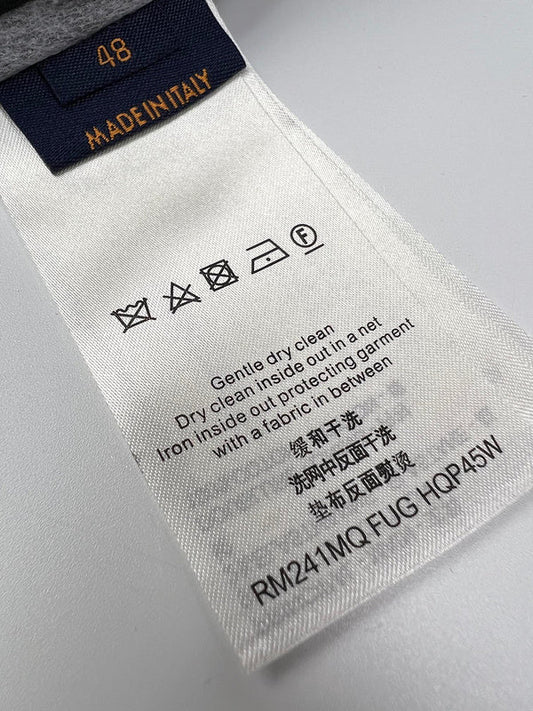 48
MADE IN ITALY
F
Gentle dry clean
Dry clean inside out in a net
Iron inside out protecting garment
with a fabric in between
缓和干洗
洗网中反面干洗
垫布反面熨烫
RM241MQ FUG HQP45W